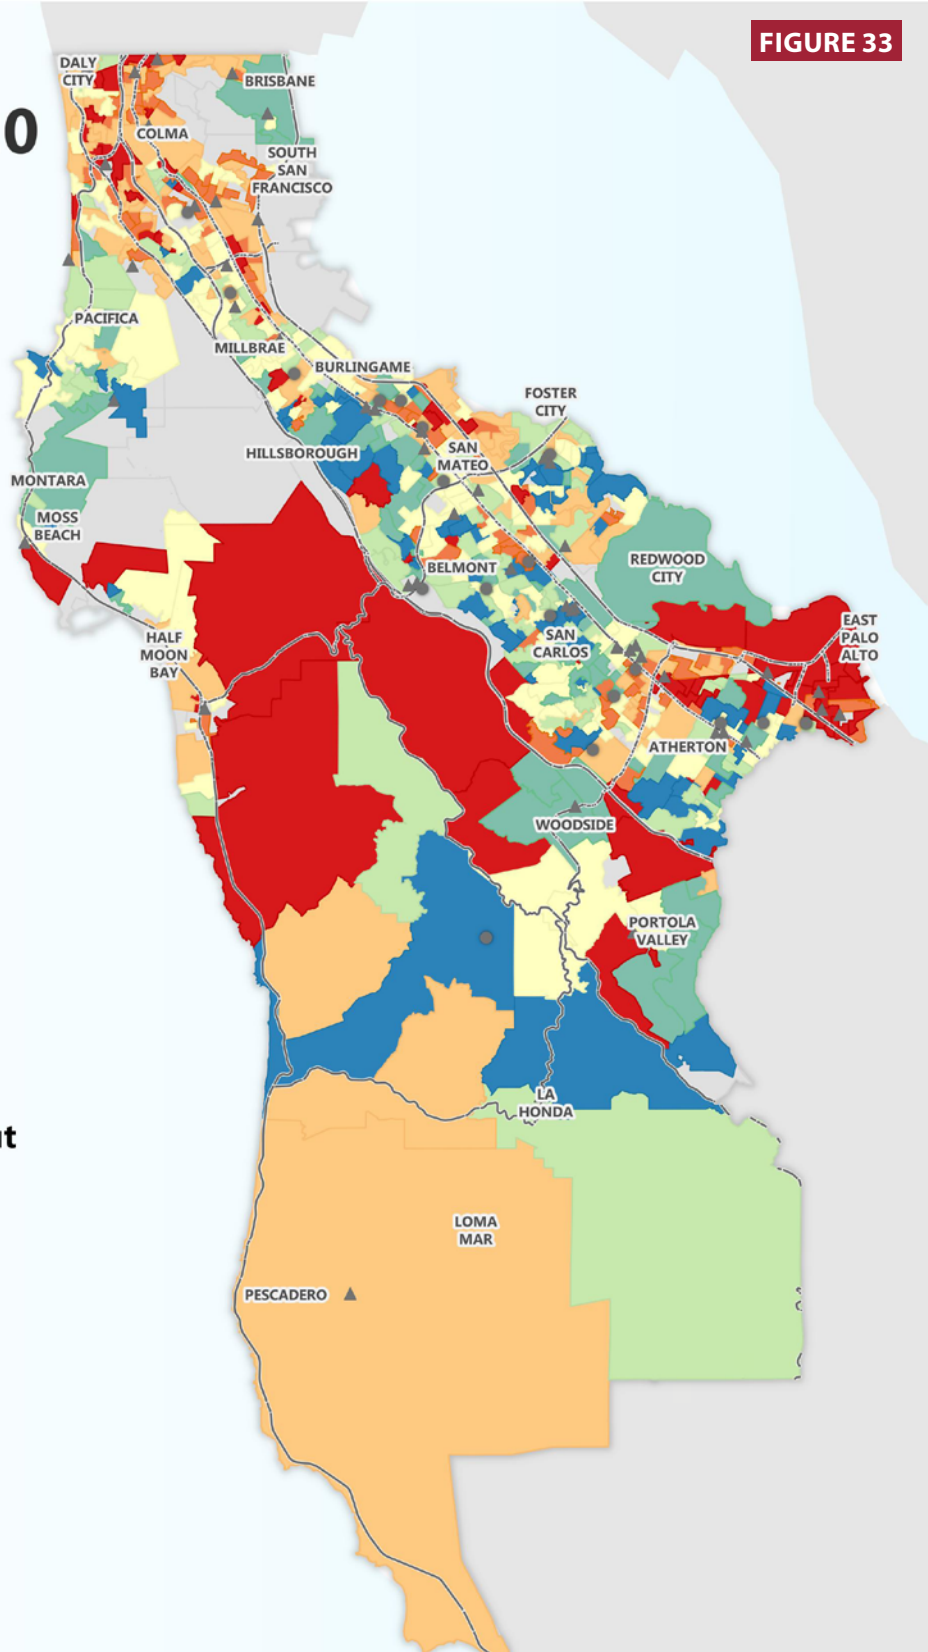 FIGURE 33
DALY
CITY
BRISBANE
0
COLMA
SOUTH
SAN
FRANCISCO
PACIFICA
MILLBRAE
BURLINGAME
FOSTER
CITY
HILLSBOROUGH
SAN
MATEO
MONTARA
MOSS
BEACH
BELMONT
REDWOOD
CITY
HALF
MOON
BAY
SAN
CARLOS
EAST
PALO
ALTO
ATHERTON
WOODSIDE
PORTOLA
VALLEY
LA
HONDA
LOMA
MAR
PESCADERO